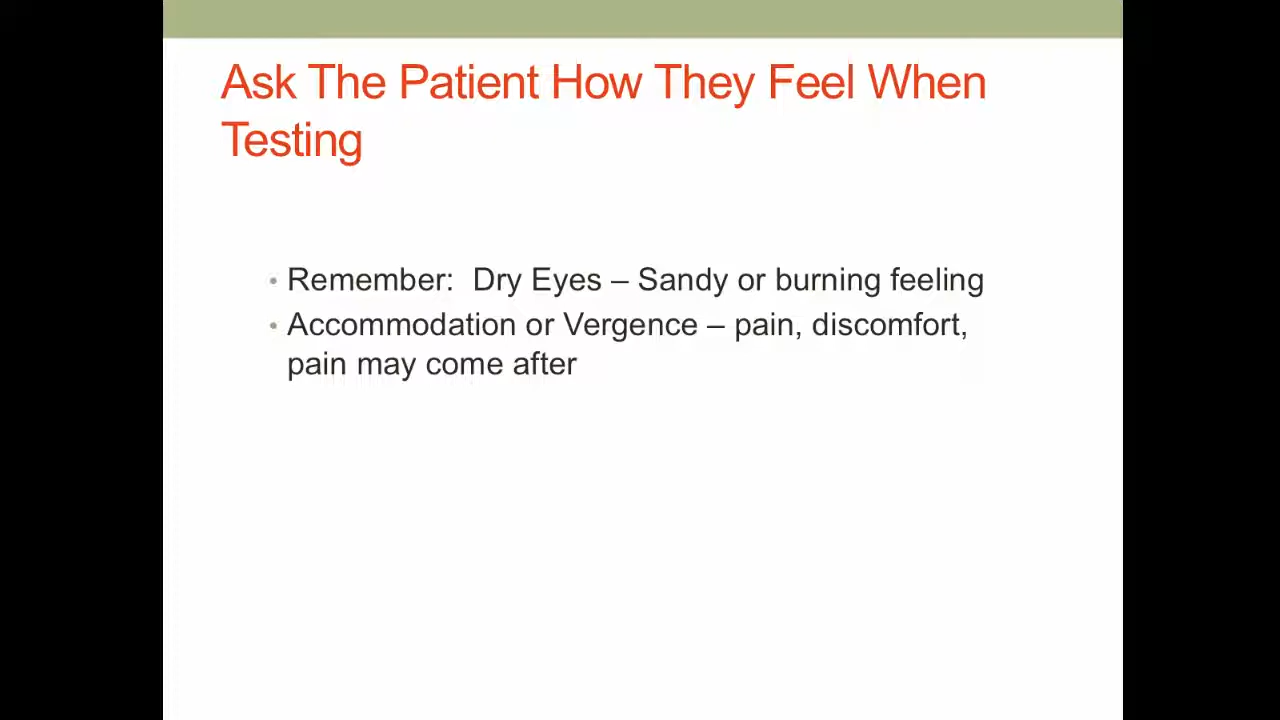 Ask The Patient How They Feel When
Testing
• Remember:  Dry Eyes – Sandy or burning feeling
• Accommodation or Vergence – pain, discomfort,
pain may come after